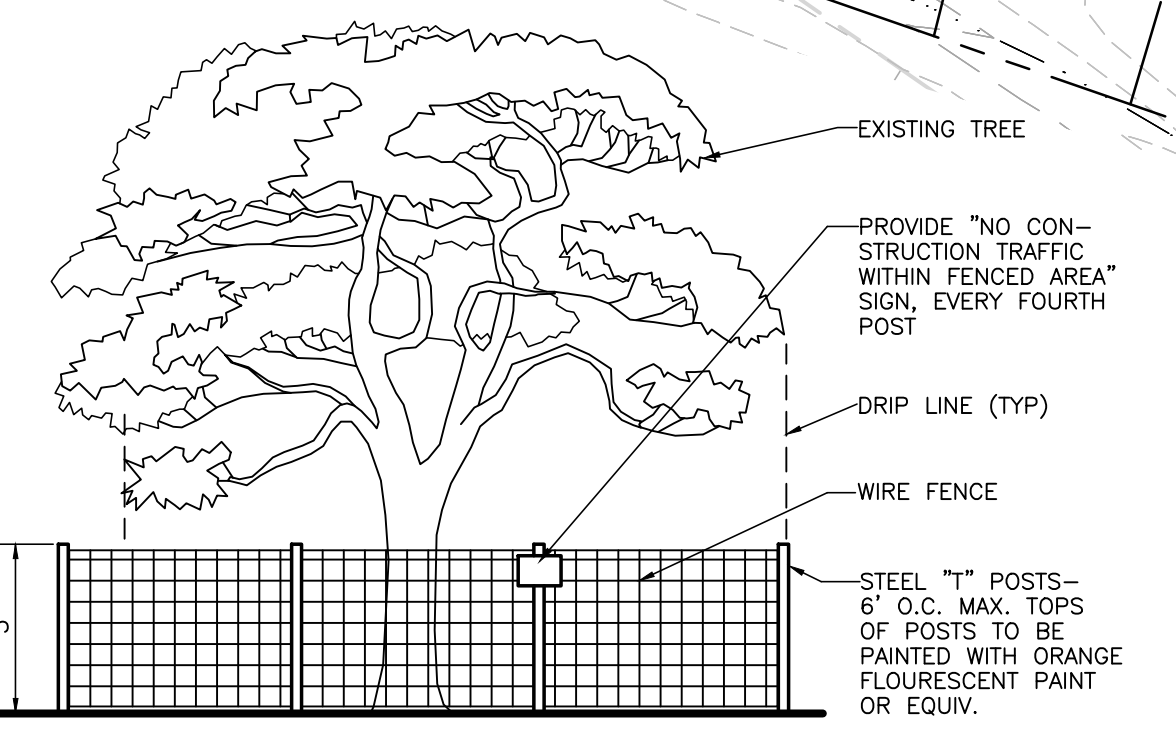 EXISTING TREE
PROVIDE "NO CON-
STRUCTION TRAFFIC
WITHIN FENCED AREA"
SIGN, EVERY FOURTH
POST
DRIP LINE (TYP)
WIRE FENCE
STEEL "T" POSTS-
6' O.C. MAX. TOPS
OF POSTS TO BE
PAINTED WITH ORANGE
FLOURESCENT PAINT
OR EQUIV.